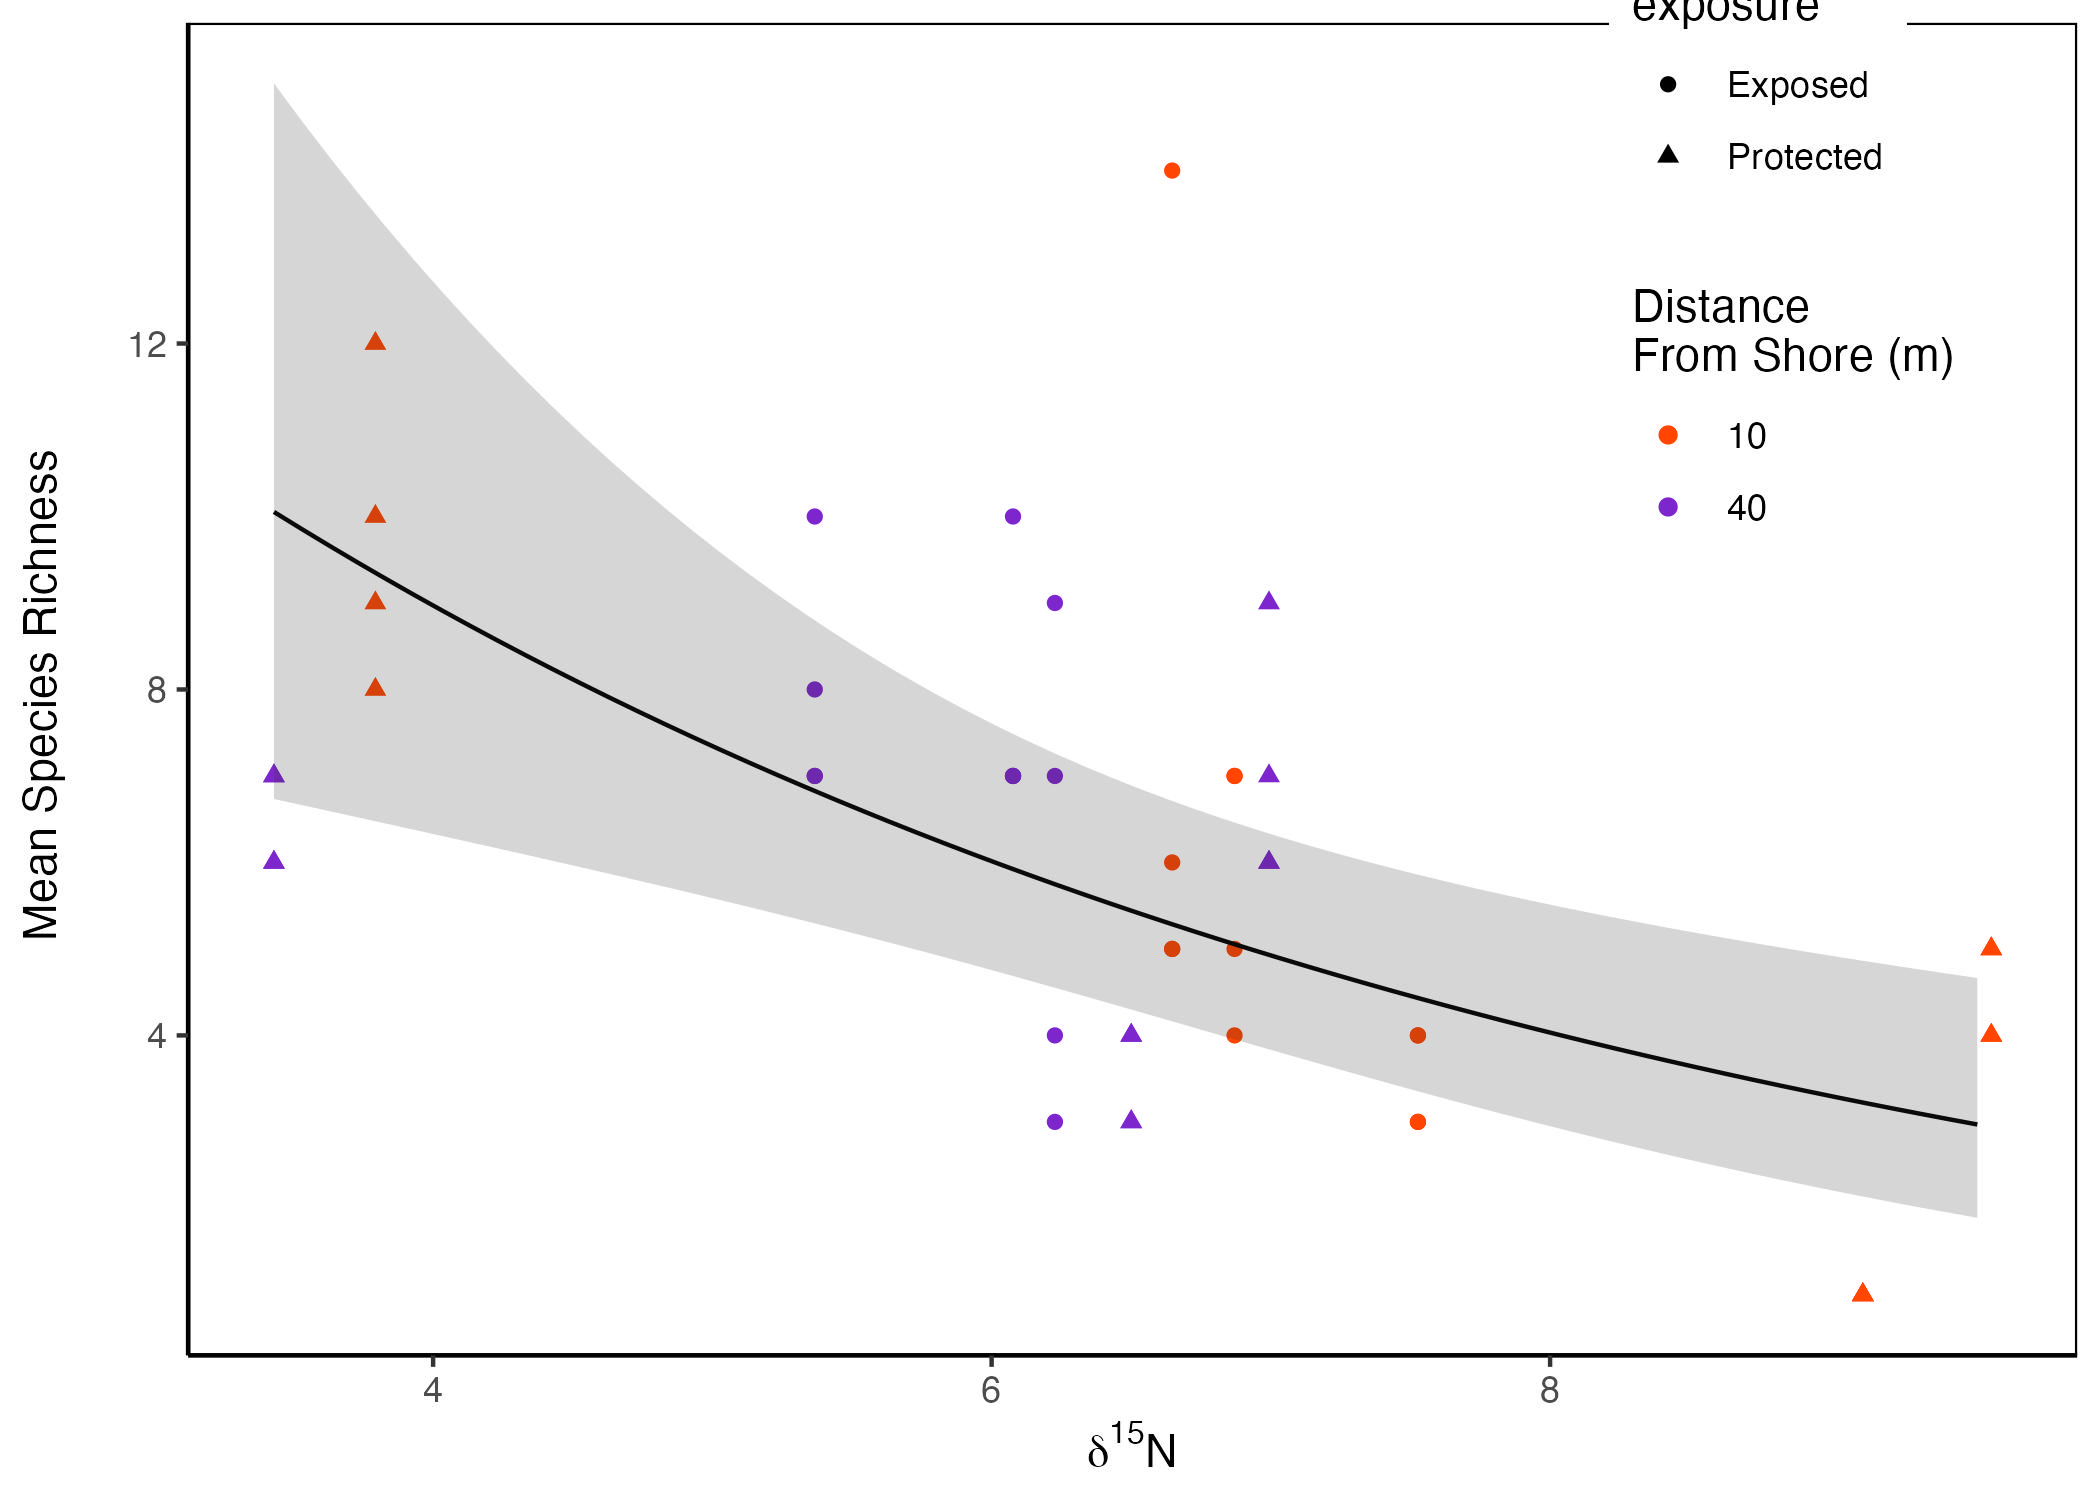 exposure
Exposed
Protected
Distance
From Shore (m)
10
40
Mean Species Richness
12
8
4
4
6
8
δ¹⁵N